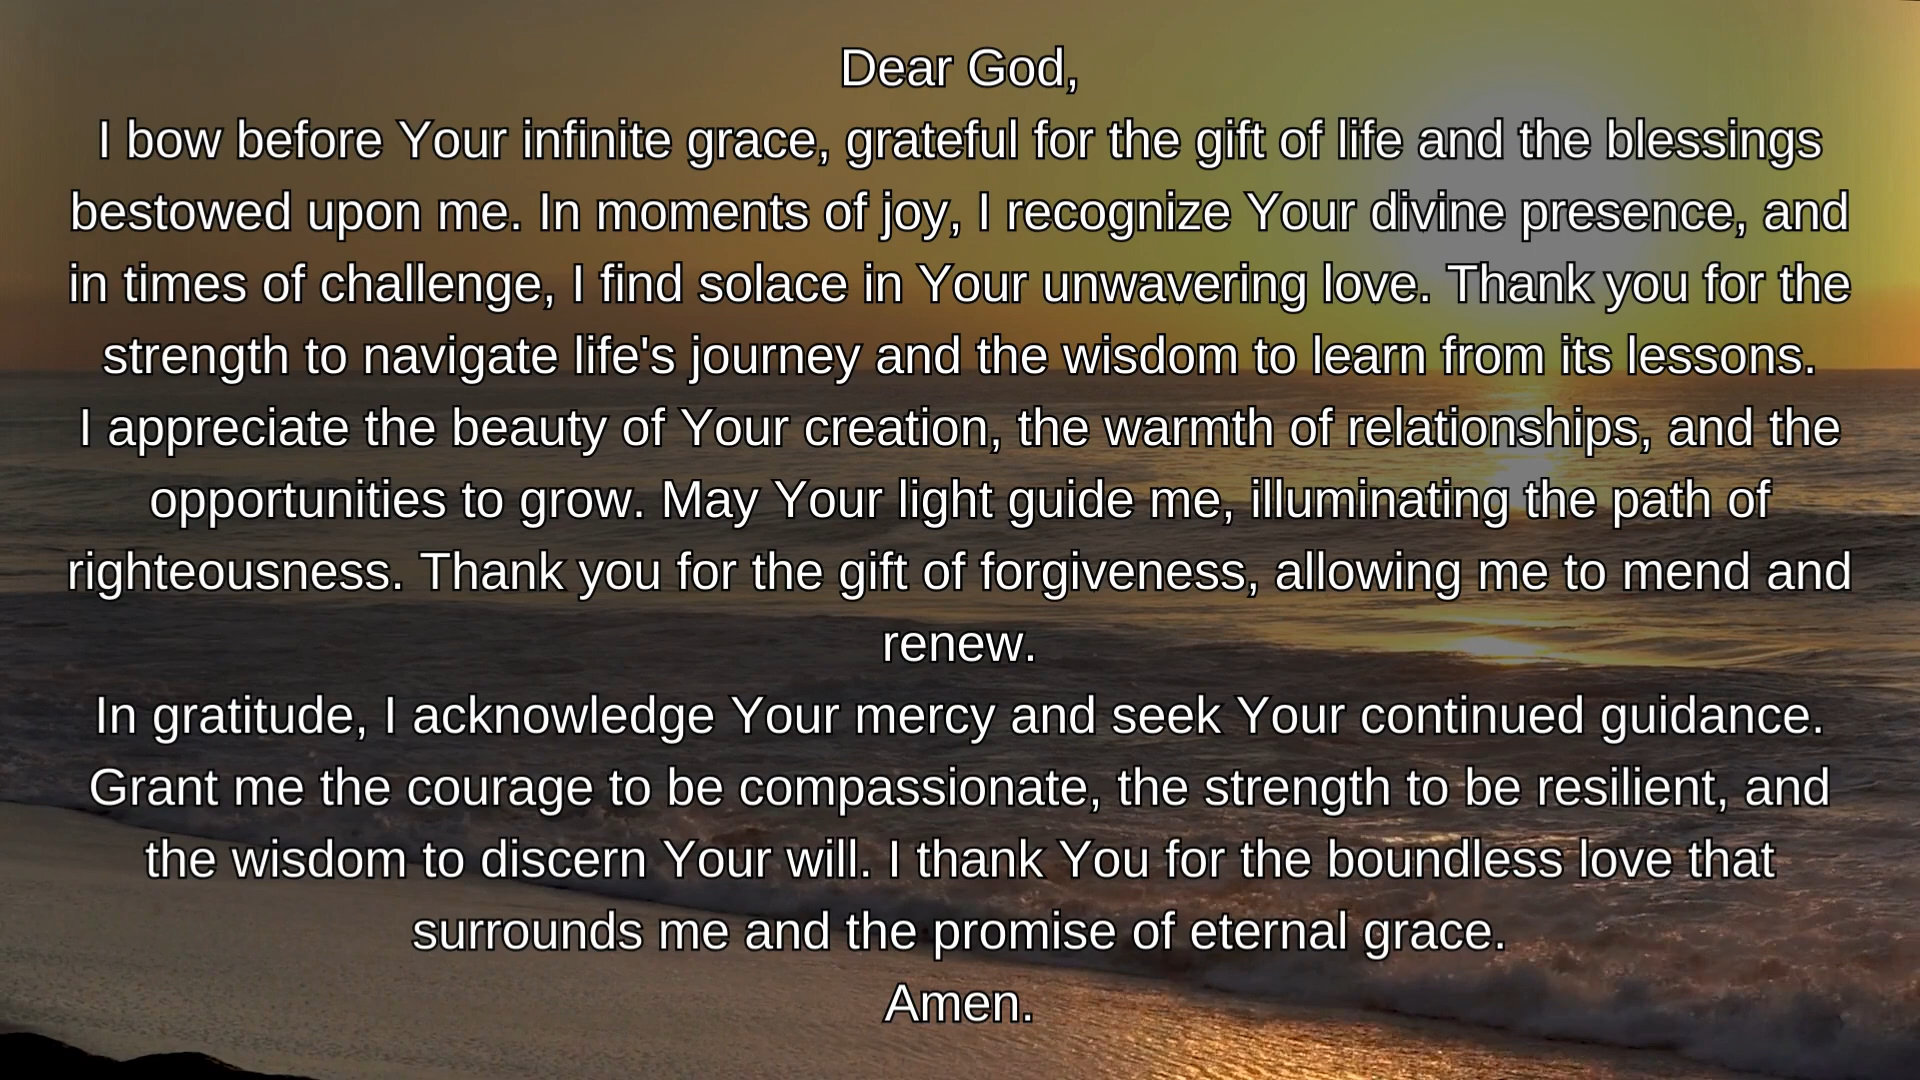 Dear God,
I bow before Your infinite grace, grateful for the gift of life and the blessings
bestowed upon me. In moments of joy, I recognize Your divine presence, and
in times of challenge, I find solace in Your unwavering love. Thank you for the
strength to navigate life's journey and the wisdom to learn from its lessons.
I appreciate the beauty of Your creation, the warmth of relationships, and the
opportunities to grow. May Your light guide me, illuminating the path of
righteousness. Thank you for the gift of forgiveness, allowing me to mend and
renew.
In gratitude, I acknowledge Your mercy and seek Your continued guidance.
Grant me the courage to be compassionate, the strength to be resilient, and
the wisdom to discern Your will. I thank You for the boundless love that
surrounds me and the promise of eternal grace.
Amen.